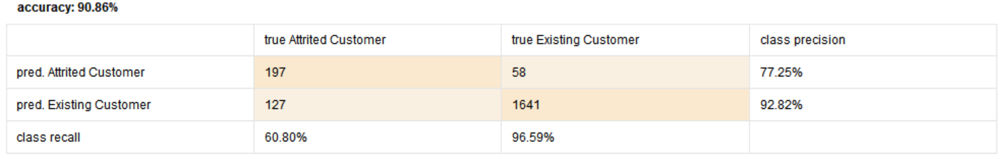 accuracy: 90.86%
true Attrited Customer true Existing Customer class precision
pred. Attrited Customer 197 58 77.25%
pred. Existing Customer 127 1641 92.82%
class recall 60.80% 96.59%